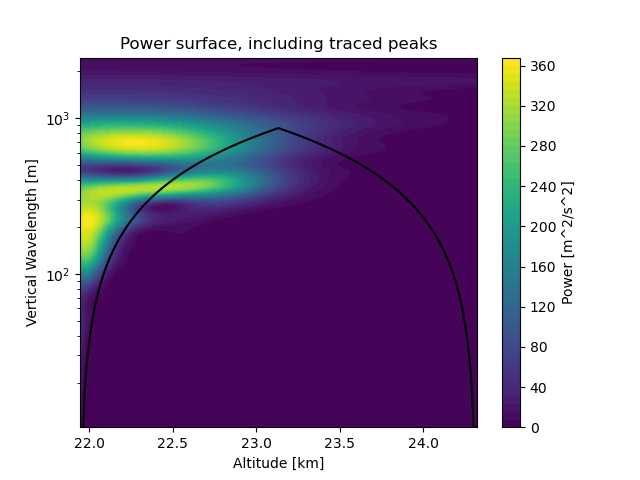 Power surface, including traced peaks
10^3
10^2
Vertical Wavelength [m]
22.0 22.5 23.0 23.5 24.0
Altitude [km]
360
320
280
240
200
160
120
80
40
0
Power [m^2/s^2]